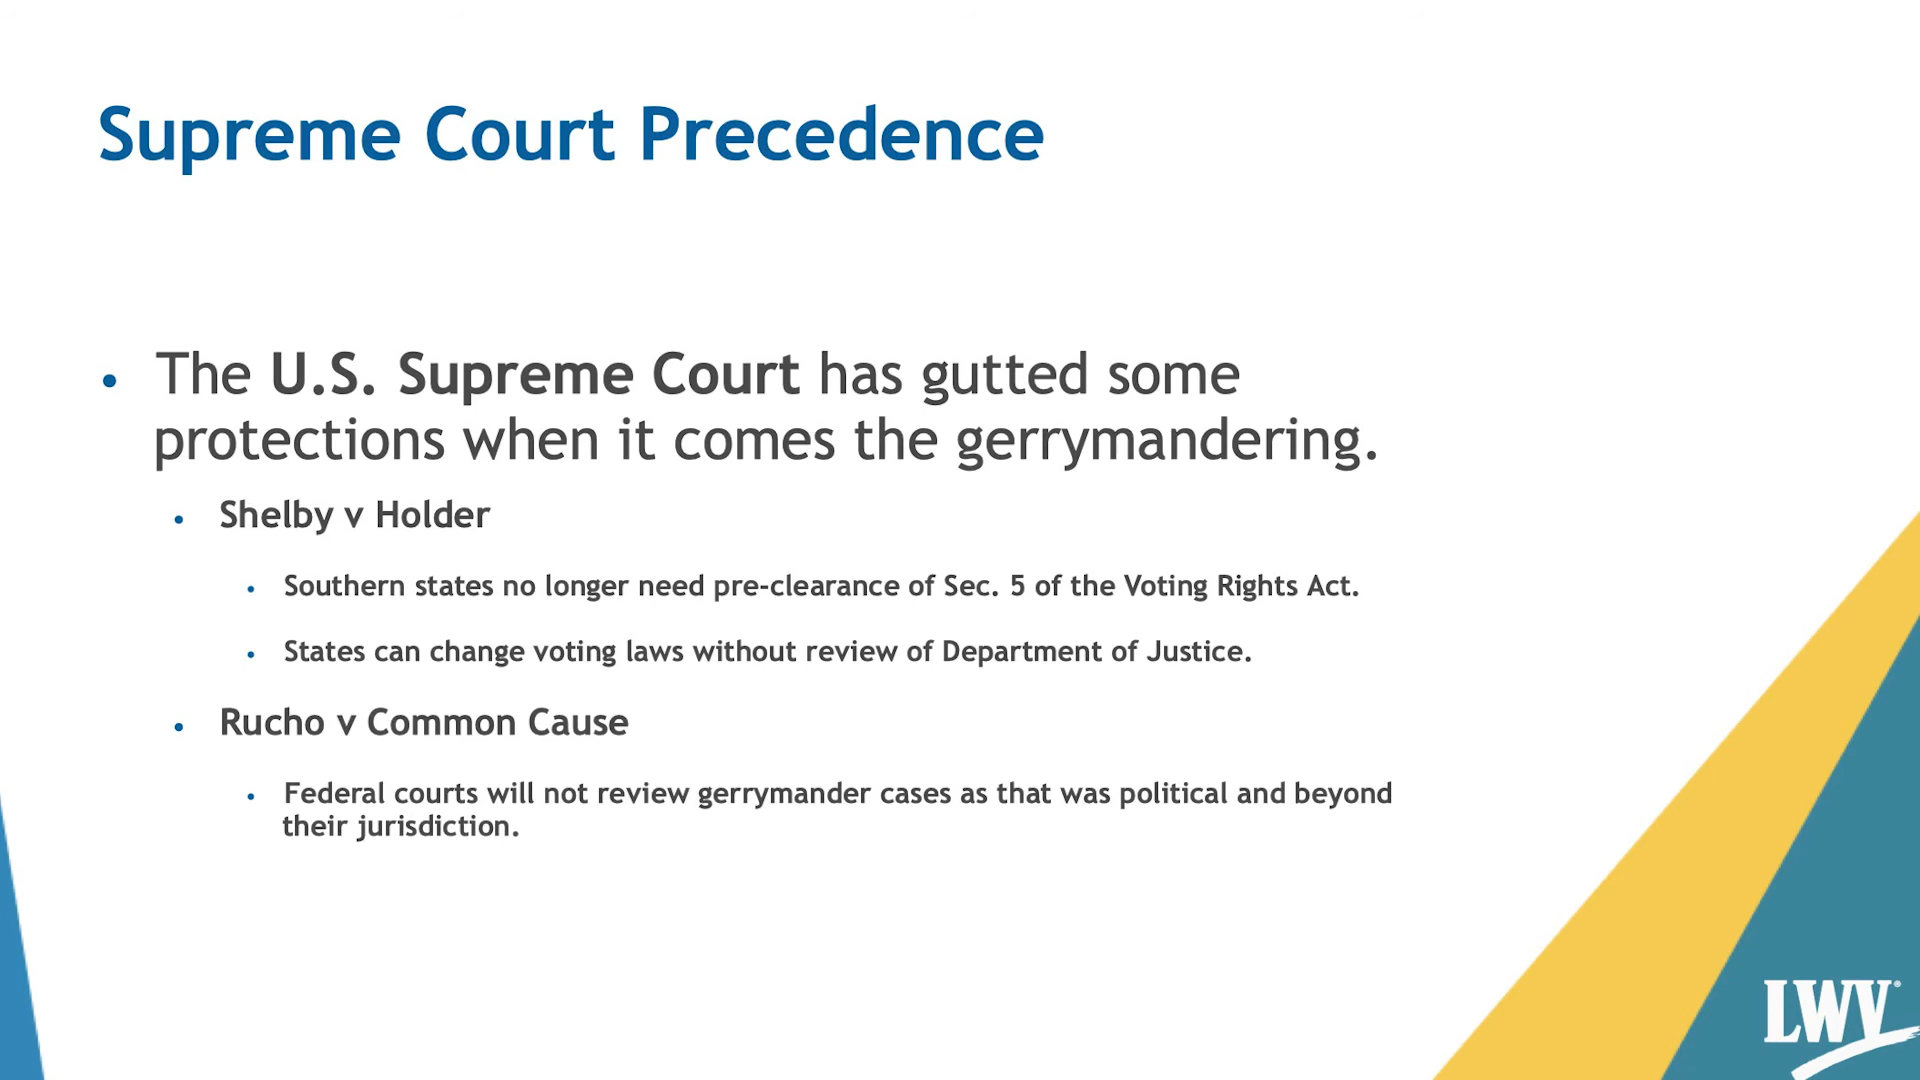 Supreme Court Precedence
• The U.S. Supreme Court has gutted some
protections when it comes the gerrymandering.
• Shelby v Holder
• Southern states no longer need pre-clearance of Sec. 5 of the Voting Rights Act.
• States can change voting laws without review of Department of Justice.
• Rucho v Common Cause
• Federal courts will not review gerrymander cases as that was political and beyond
their jurisdiction.
LWV®